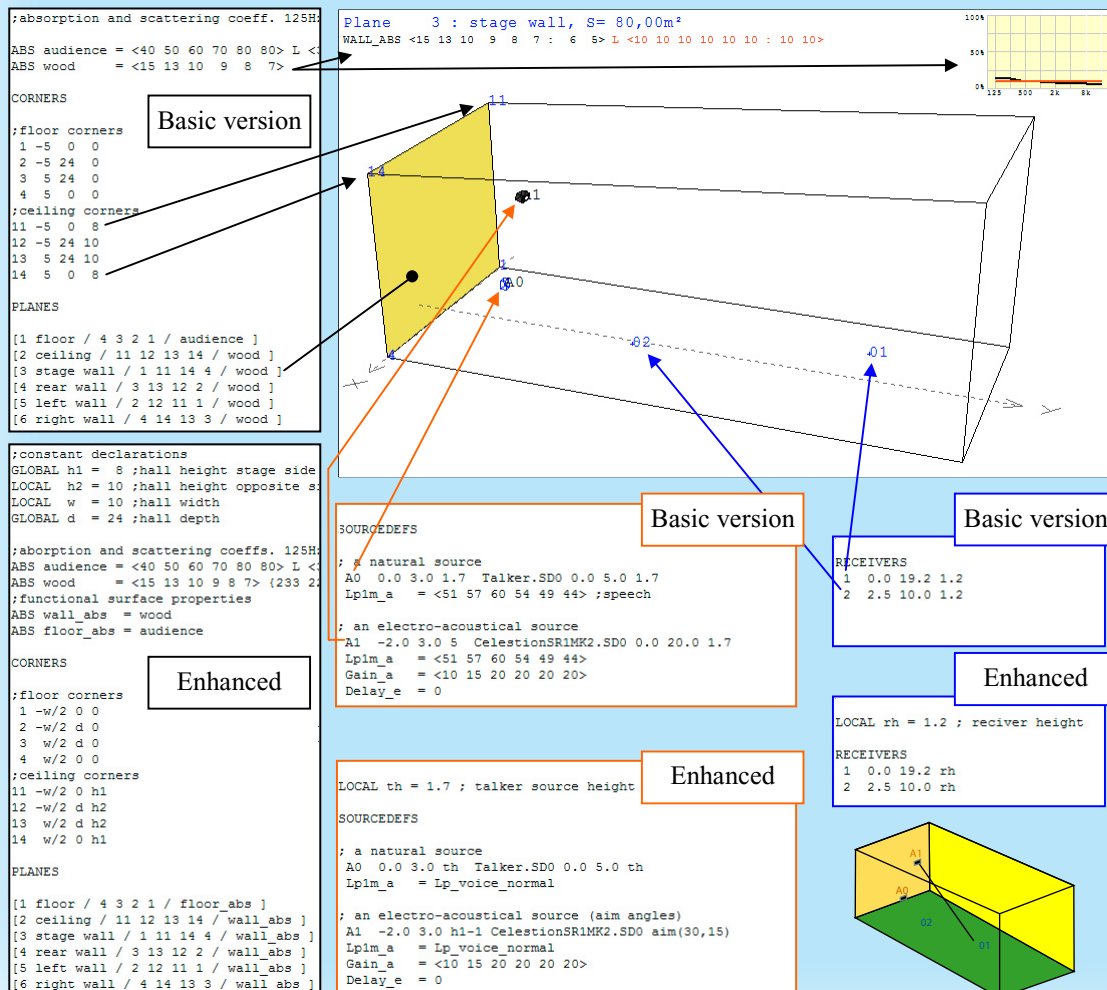 ;absorption and scattering coeff. 125H
ABS audience = <40 50 60 70 80 80> L
ABS wood = <15 13 10 9 8 7>
CORNERS
;floor corners
1 -5 0 0
2 -5 24 0
3 5 24 0
4 5 0 0
;ceiling corners
11 -5 0 8
12 -5 24 10
13 5 24 10
14 5 0 8
PLANES
[1 floor / 4 3 2 1 / audience ]
[2 ceiling / 11 12 13 14 / wood ]
[3 stage wall / 1 11 14 4 / wood ]
[4 rear wall / 3 13 12 2 / wood ]
[5 left wall / 2 12 11 1 / wood ]
[6 right wall / 4 14 13 3 / wood ]
Basic version
Plane 3 : stage wall, S= 80,00m²
WALL_ABS <15 13 10 9 8 7 : 6 5> L <10 10 10 10 10 10 : 10 10>
100%
50%
0%
125 500 2k 8k
11
14
A1
1
A0
4
02
01
X
Y
;constant declarations
GLOBAL h1 = 8 ;hall height stage side
LOCAL h2 = 10 ;hall height opposite
LOCAL w = 10 ;hall width
GLOBAL d = 24 ;hall depth
;aborption and scattering coeffs. 125H
ABS audience = <40 50 60 70 80 80> L
ABS wood = <15 13 10 9 8 7> {233
;functional surface properties
ABS wall_abs = wood
ABS floor_abs = audience
CORNERS
;floor corners
1 -w/2 0 0
2 -w/2 d 0
3 w/2 d 0
4 w/2 0 0
;ceiling corners
11 -w/2 0 h1
12 -w/2 d h2
13 w/2 d h2
14 w/2 0 h1
PLANES
[1 floor / 4 3 2 1 / floor_abs ]
[2 ceiling / 11 12 13 14 / wall_abs ]
[3 stage wall / 1 11 14 4 / wall_abs ]
[4 rear wall / 3 13 12 2 / wall_abs ]
[5 left wall / 2 12 11 1 / wall_abs ]
[6 right wall / 4 14 13 3 / wall abs ]
Enhanced
Basic version
SOURCEDEFS
; a natural source
A0 0.0 3.0 1.7 Talker.SD0 0.0 5.0 1.7
Lp1m_a = <51 57 60 54 49 44> ;speech
; an electro-acoustical source
A1 -2.0 3.0 5 CelestionSR1MK2.SD0 0.0 20.0 1.7
Lp1m_a = <51 57 60 54 49 44>
Gain_a = <10 15 20 20 20 20>
Delay_e = 0
Basic version
RECEIVERS
1 0.0 19.2 1.2
2 2.5 10.0 1.2
Enhanced
LOCAL rh = 1.2 ; reciver height
RECEIVERS
1 0.0 19.2 rh
2 2.5 10.0 rh
Enhanced
LOCAL th = 1.7 ; talker source height
SOURCEDEFS
; a natural source
A0 0.0 3.0 th Talker.SD0 0.0 5.0 th
Lp1m_a = Lp_voice_normal
; an electro-acoustical source (aim angles)
A1 -2.0 3.0 h1-1 CelestionSR1MK2.SD0 aim(30,15)
Lp1m_a = Lp_voice_normal
Gain_a = <10 15 20 20 20 20>
Delay_e = 0
A1
A0
02
01